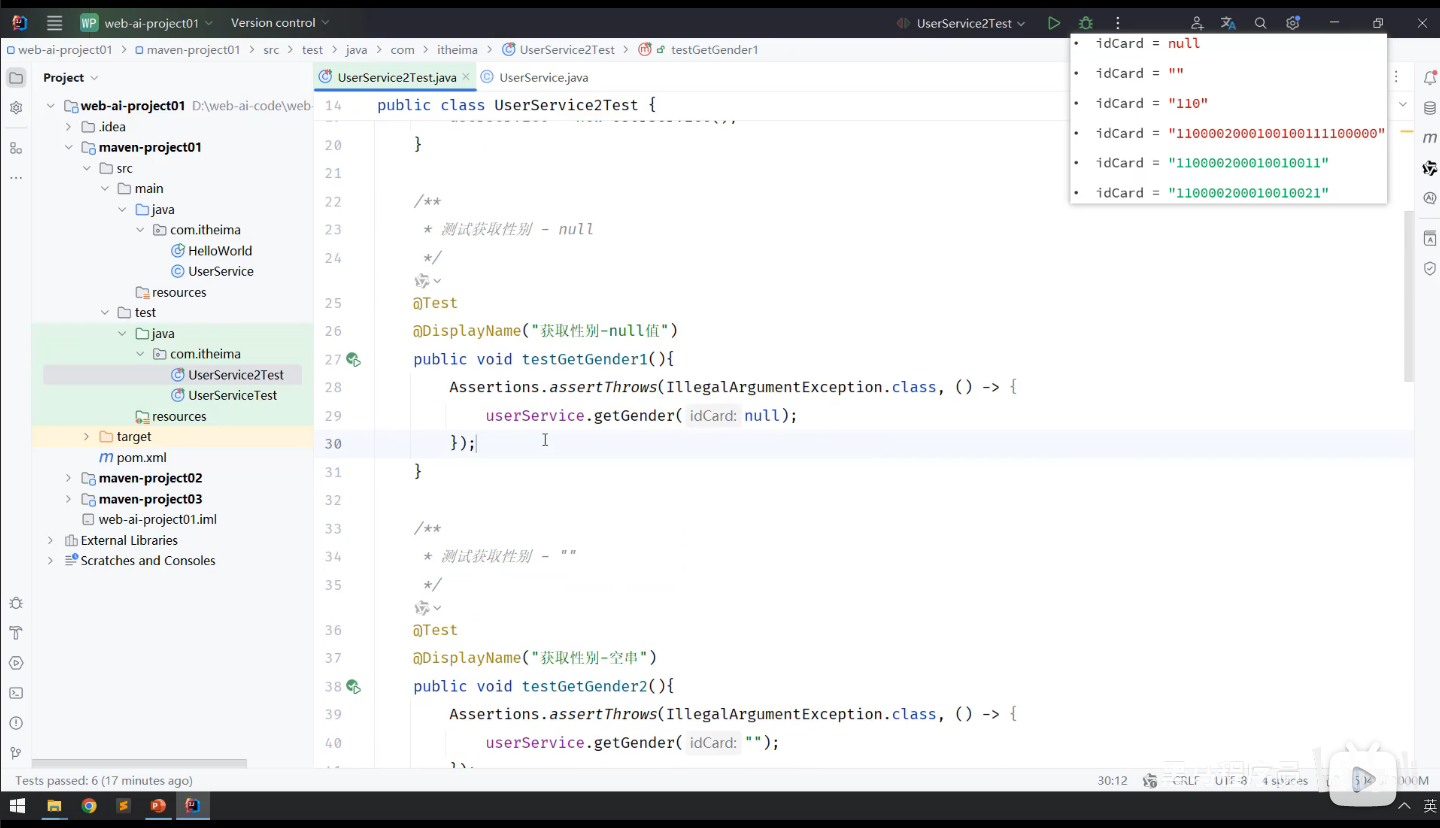 WP web-ai-project01 Version control UserService2Test
web-ai-project01 maven-project01 src test java com itheima UserService2Test testGetGender1
Project
UserService2Test.java UserService.java
web-ai-project01 D:\web-ai-code\web-
.idea
maven-project01
src
main
java
com.itheima
HelloWorld
UserService
resources
test
java
com.itheima
UserService2Test
UserServiceTest
resources
target
pom.xml
maven-project02
maven-project03
web-ai-project01.iml
External Libraries
Scratches and Consoles
14 public class UserService2Test {
20 }
21
22 /**
23 * 测试获取性别 - null
24 */
25 @Test
26 @DisplayName("获取性别-null值")
27 public void testGetGender1(){
28 Assertions.assertThrows(IllegalArgumentException.class, () -> {
29 userService.getGender( idCard: null);
30 });
31 }
32
33 /**
34 * 测试获取性别 - ""
35 */
36 @Test
37 @DisplayName("获取性别-空串")
38 public void testGetGender2(){
39 Assertions.assertThrows(IllegalArgumentException.class, () -> {
40 userService.getGender( idCard: "");
• idCard = null
• idCard = ""
• idCard = "110"
• idCard = "1100002000100100111100000"
• idCard = "110000200010010011"
• idCard = "110000200010010021"
Tests passed: 6 (17 minutes ago)
30:12 CRLF UTF-8 4 spaces
英